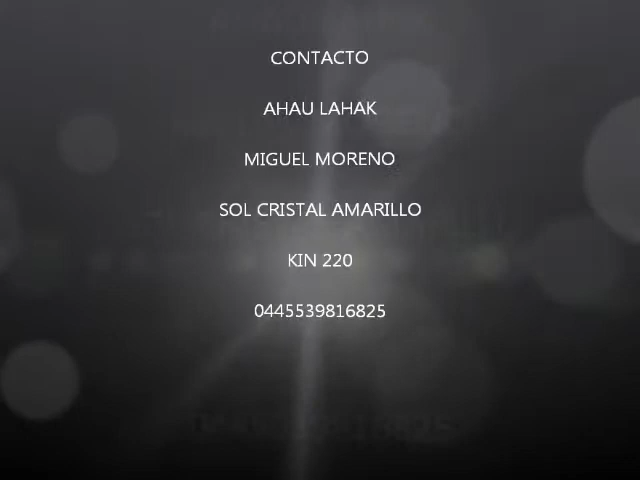 CONTACTO
AHAU LAHAK
MIGUEL MORENO
SOL CRISTAL AMARILLO
KIN 220
0445539816825